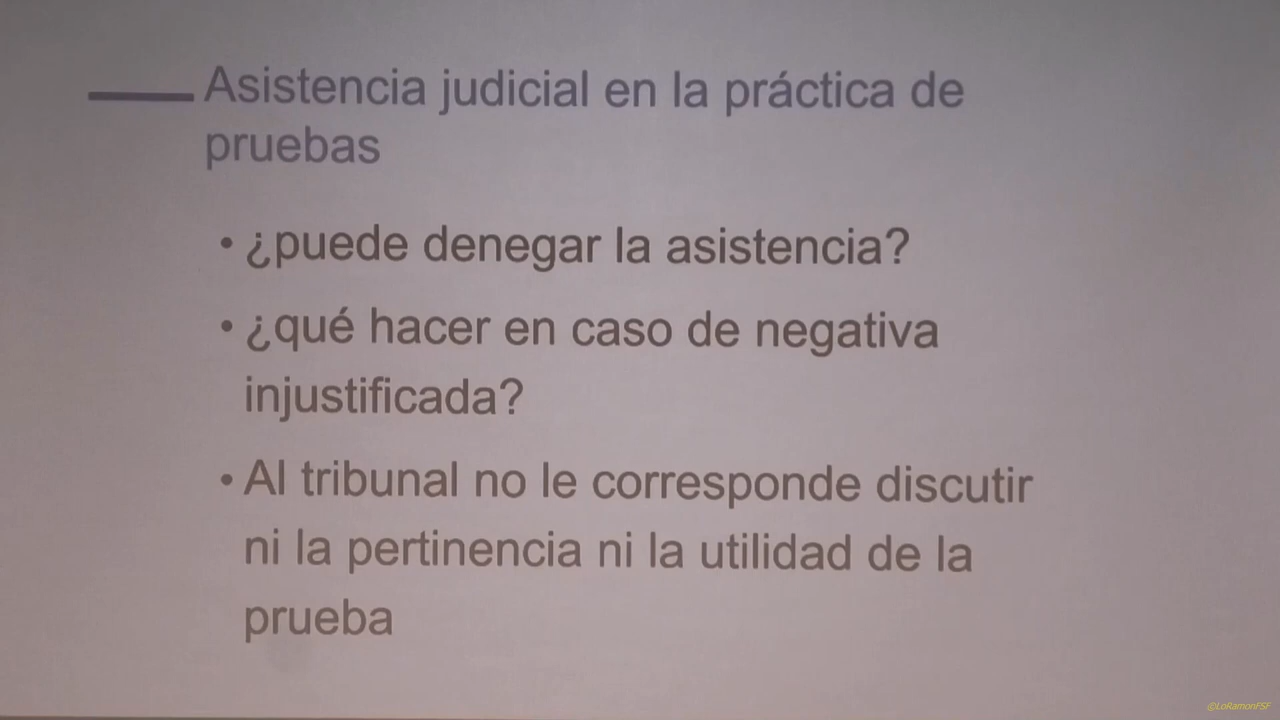 Asistencia judicial en la práctica de
pruebas
• ¿puede denegar la asistencia?
• ¿qué hacer en caso de negativa
injustificada?
• Al tribunal no le corresponde discutir
ni la pertinencia ni la utilidad de la
prueba
@LoRamonFSF